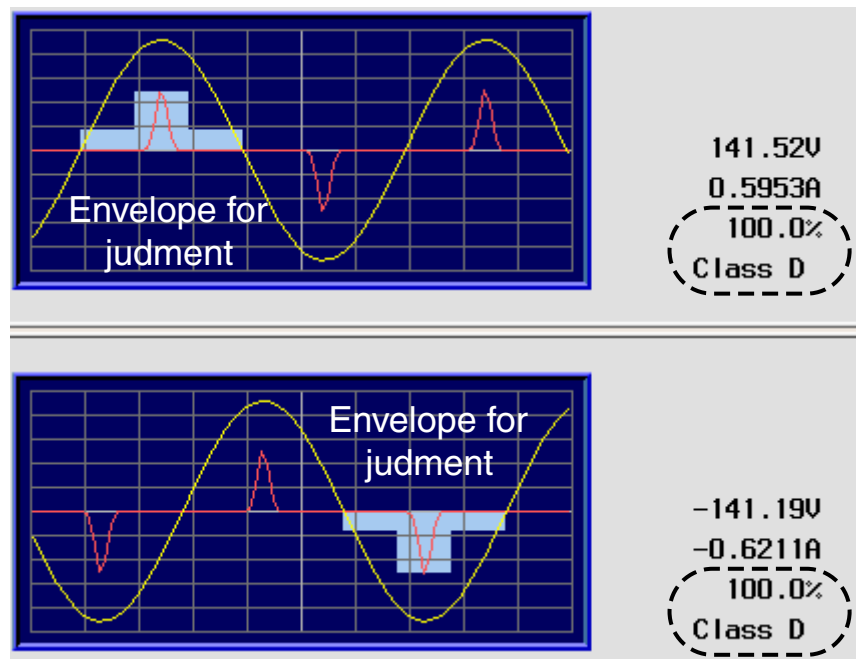 Envelope for
judment
141.52V
0.5953A
100.0%
Class D
Envelope for
judment
-141.19V
-0.6211A
100.0%
Class D